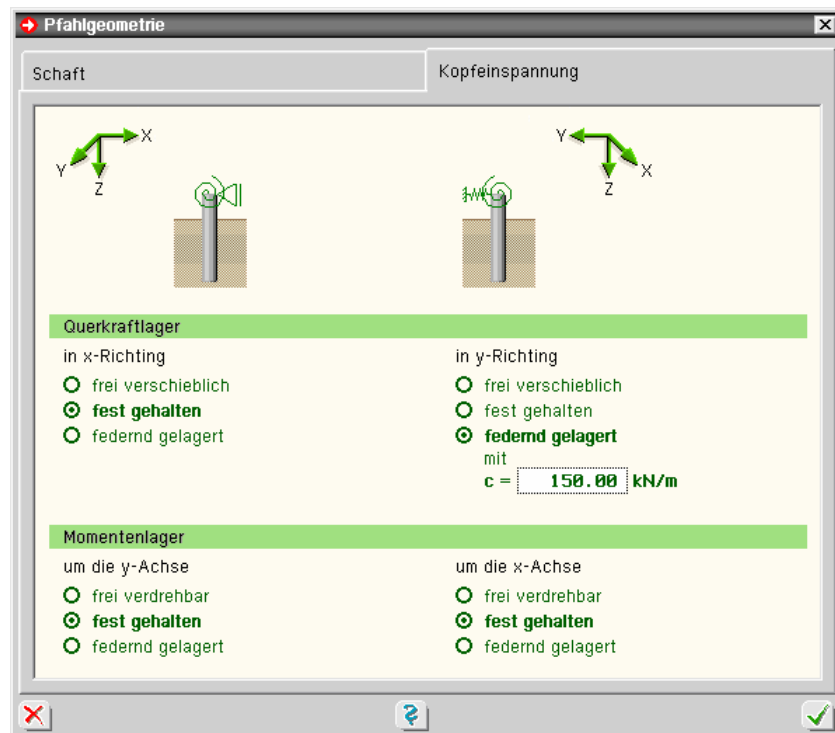 Pfahlgeometrie
Schaft
Kopfeinspannung
X
Y
Z
Y
X
Z
Querkraftlager
in x-Richting
frei verschieblich
fest gehalten
federnd gelagert
in y-Richting
frei verschieblich
fest gehalten
federnd gelagert
mit
c = 150.00 kN/m
Momentenlager
um die y-Achse
frei verdrehbar
fest gehalten
federnd gelagert
um die x-Achse
frei verdrehbar
fest gehalten
federnd gelagert